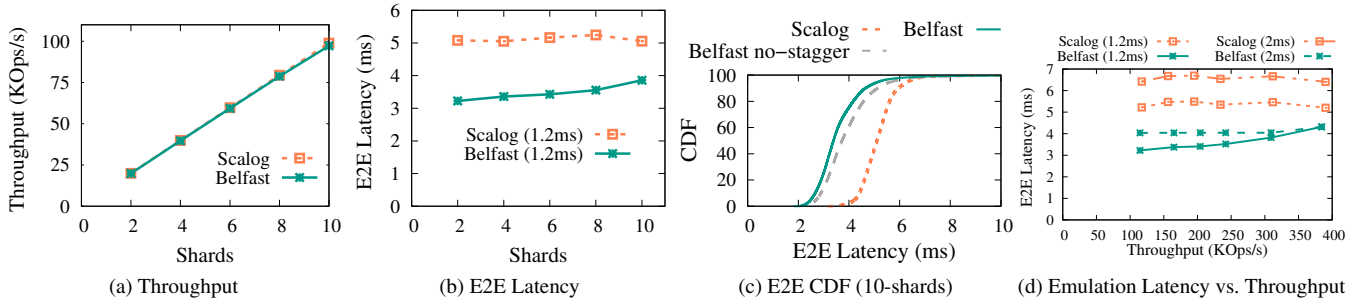 Throughput (KOps/s)
100
75
50
25
0
0 2 4 6 8 10
Shards
Scalog
Belfast
(a) Throughput
E2E Latency (ms)
6
5
4
3
2
1
0
0 2 4 6 8 10
Shards
Scalog (1.2ms)
Belfast (1.2ms)
(b) E2E Latency
Scalog Belfast
Belfast no−stagger
CDF
100
80
60
40
20
0
0 2 4 6 8 10
E2E Latency (ms)
(c) E2E CDF (10-shards)
Scalog (1.2ms) Scalog (2ms)
Belfast (1.2ms) Belfast (2ms)
E2E Latency (ms)
7
6
5
4
3
2
1
0
0 50 100 150 200 250 300 350 400
Throughput (KOps/s)
(d) Emulation Latency vs. Throughput